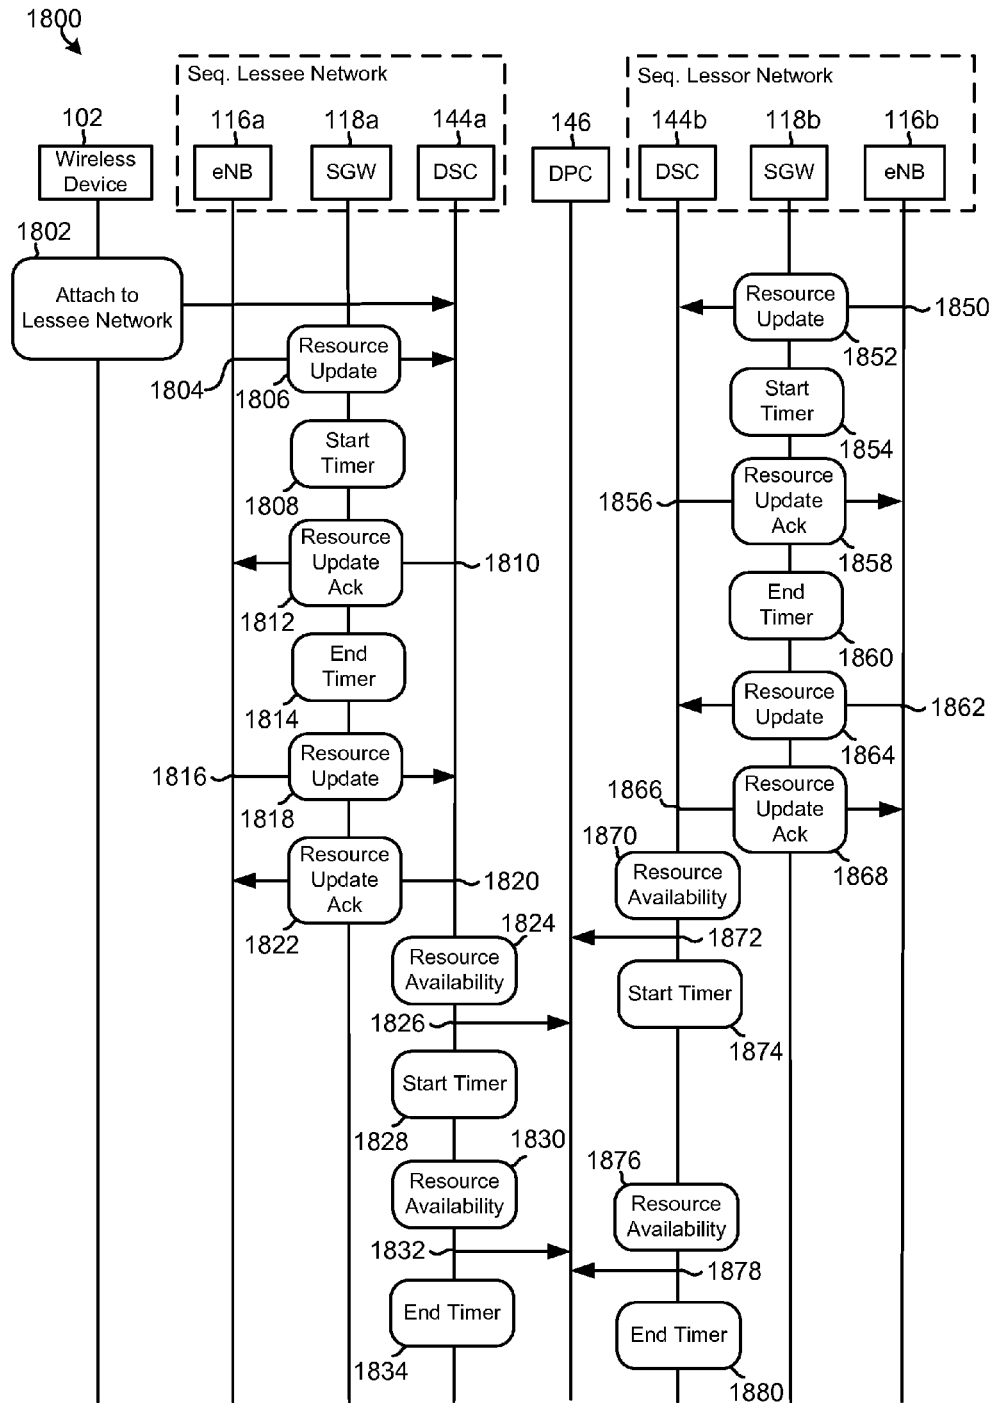 1800
Seq. Lessee Network
Seq. Lessor Network
102
116a
118a
144a
146
144b
118b
116b
Wireless
Device
eNB
SGW
DSC
DPC
DSC
SGW
eNB
1802
Attach to
Lessee Network
Resource
Update
1850
1852
Resource
Update
1804
1806
Start
Timer
1854
Start
Timer
1808
1856
Resource
Update
Ack
1858
Resource
Update
Ack
1810
1812
End
Timer
1860
End
Timer
1814
Resource
Update
1862
1864
1816
Resource
Update
1818
1866
Resource
Update
Ack
1868
1870
Resource
Availability
1872
Resource
Update
Ack
1820
1822
1824
Resource
Availability
1826
Start Timer
1874
Start Timer
1828
1830
Resource
Availability
1832
1876
Resource
Availability
1878
End Timer
1834
End Timer
1880